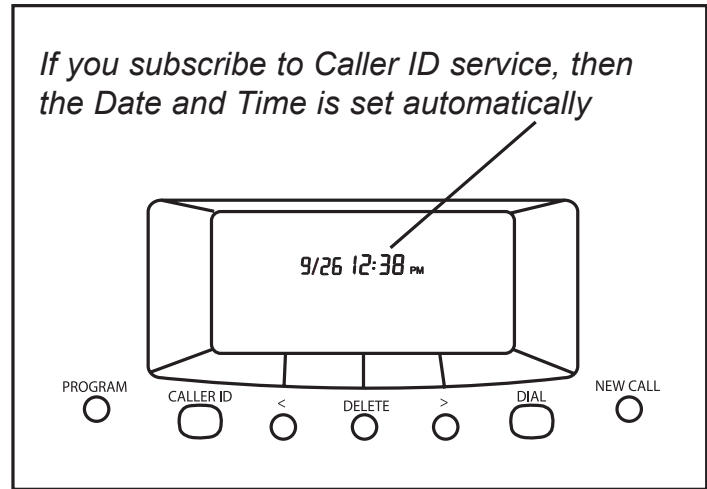 If you subscribe to Caller ID service, then
the Date and Time is set automatically
9/26 12:38 PM
PROGRAM
CALLER ID
<
DELETE
>
DIAL
NEW CALL